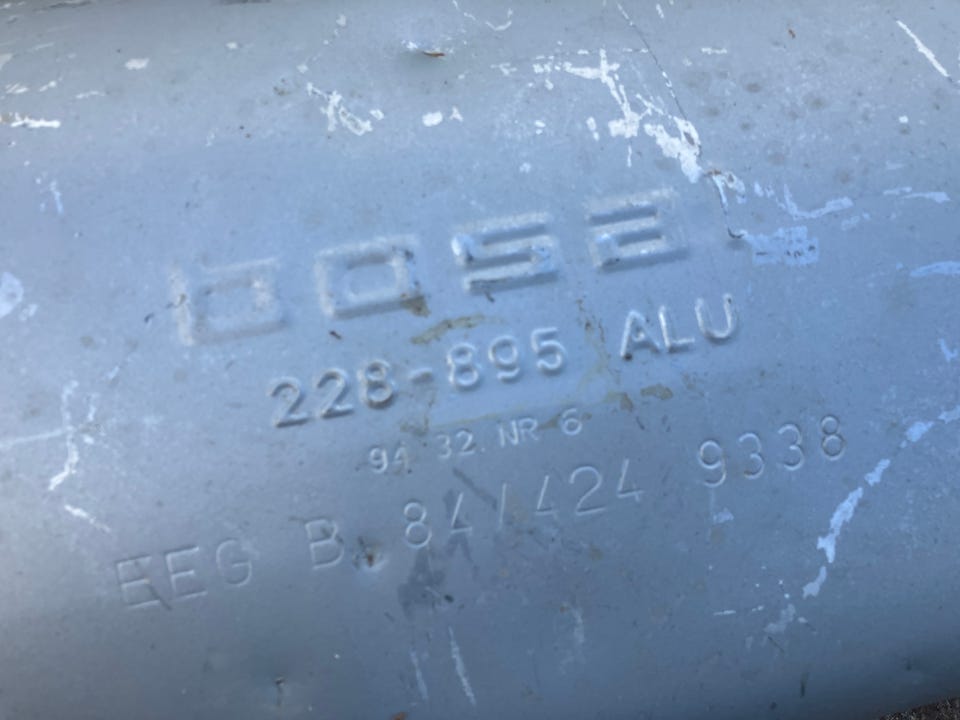 bosal
228-895 ALU
94 32 NR 6
EEG B. 84/424 9338